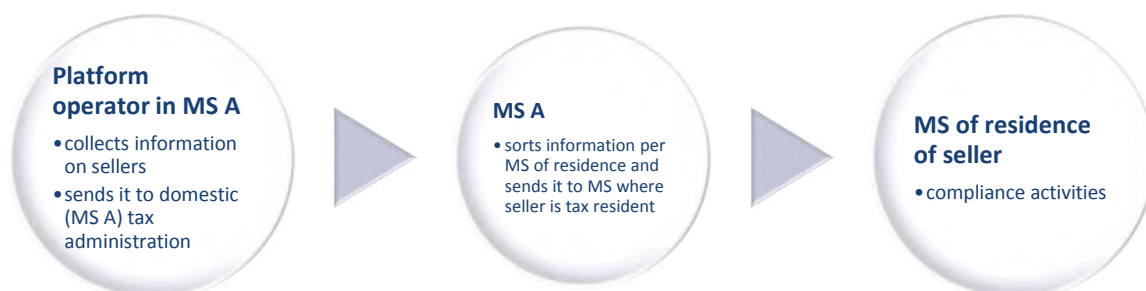 Platform
operator in MS A
•collects information
on sellers
•sends it to domestic
(MS A) tax
administration
MS A
• sorts information per
MS of residence and
sends it to MS where
seller is tax resident
MS of residence
of seller
•compliance activities